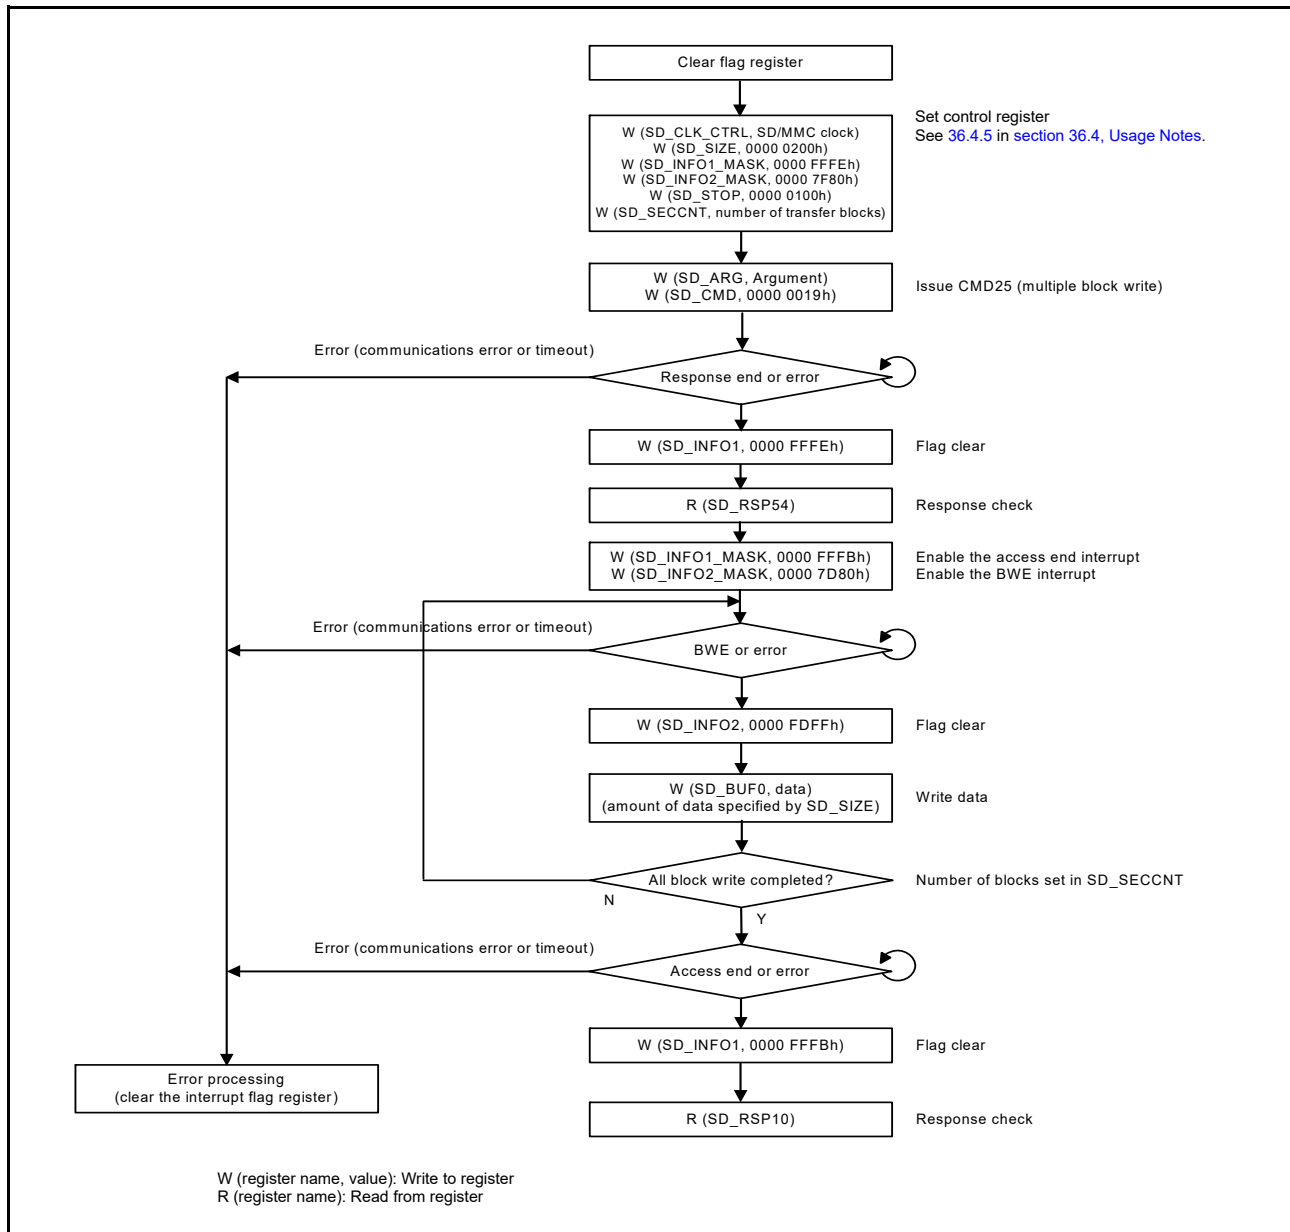 Clear flag register
W (SD_CLK_CTRL, SD/MMC clock)
W (SD_SIZE, 0000 0200h)
W (SD_INFO1_MASK, 0000 FFFEh)
W (SD_INFO2_MASK, 0000 7F80h)
W (SD_STOP, 0000 0100h)
W (SD_SECCNT, number of transfer blocks)
Set control register
See 36.4.5 in section 36.4, Usage Notes.
W (SD_ARG, Argument)
W (SD_CMD, 0000 0019h)
Issue CMD25 (multiple block write)
Error (communications error or timeout)
Response end or error
W (SD_INFO1, 0000 FFFEh)
Flag clear
R (SD_RSP54)
Response check
W (SD_INFO1_MASK, 0000 FFFBh)
W (SD_INFO2_MASK, 0000 7D80h)
Enable the access end interrupt
Enable the BWE interrupt
Error (communications error or timeout)
BWE or error
W (SD_INFO2, 0000 FDFFh)
Flag clear
W (SD_BUF0, data)
(amount of data specified by SD_SIZE)
Write data
All block write completed?
Number of blocks set in SD_SECCNT
N
Y
Error (communications error or timeout)
Access end or error
W (SD_INFO1, 0000 FFFBh)
Flag clear
Error processing
(clear the interrupt flag register)
R (SD_RSP10)
Response check
W (register name, value): Write to register
R (register name): Read from register